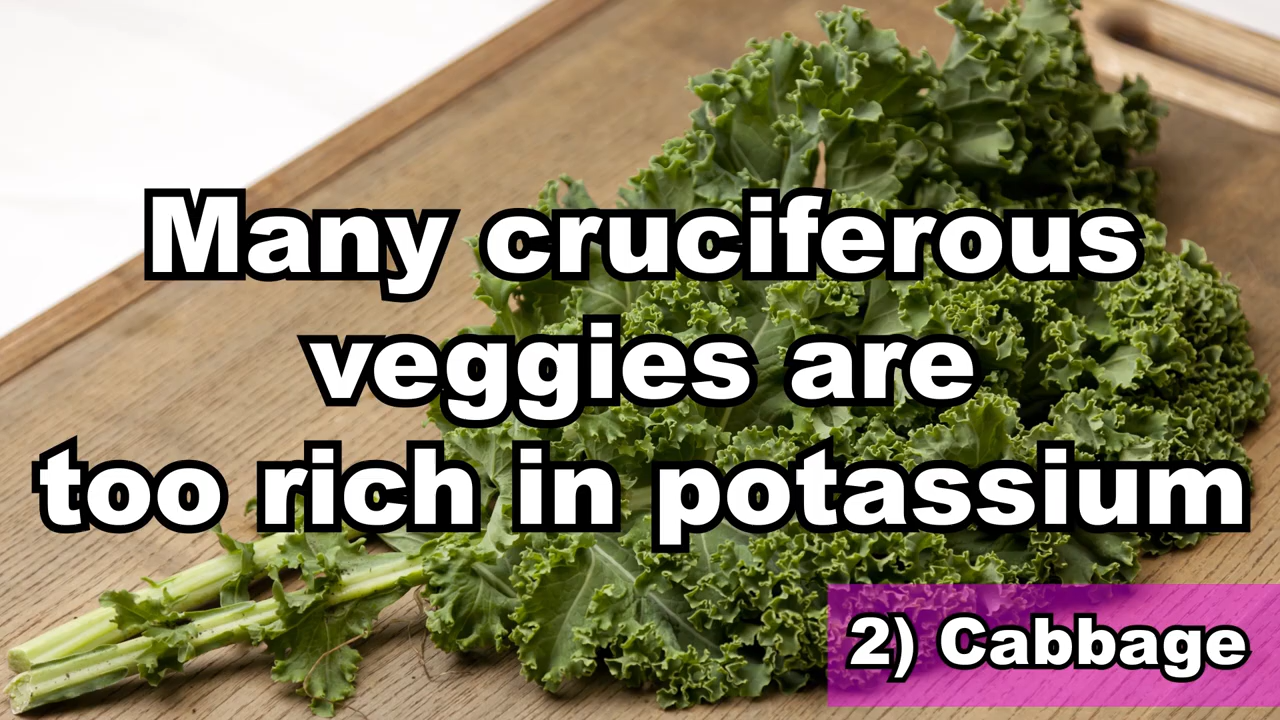 Many cruciferous
veggies are
too rich in potassium
2) Cabbage